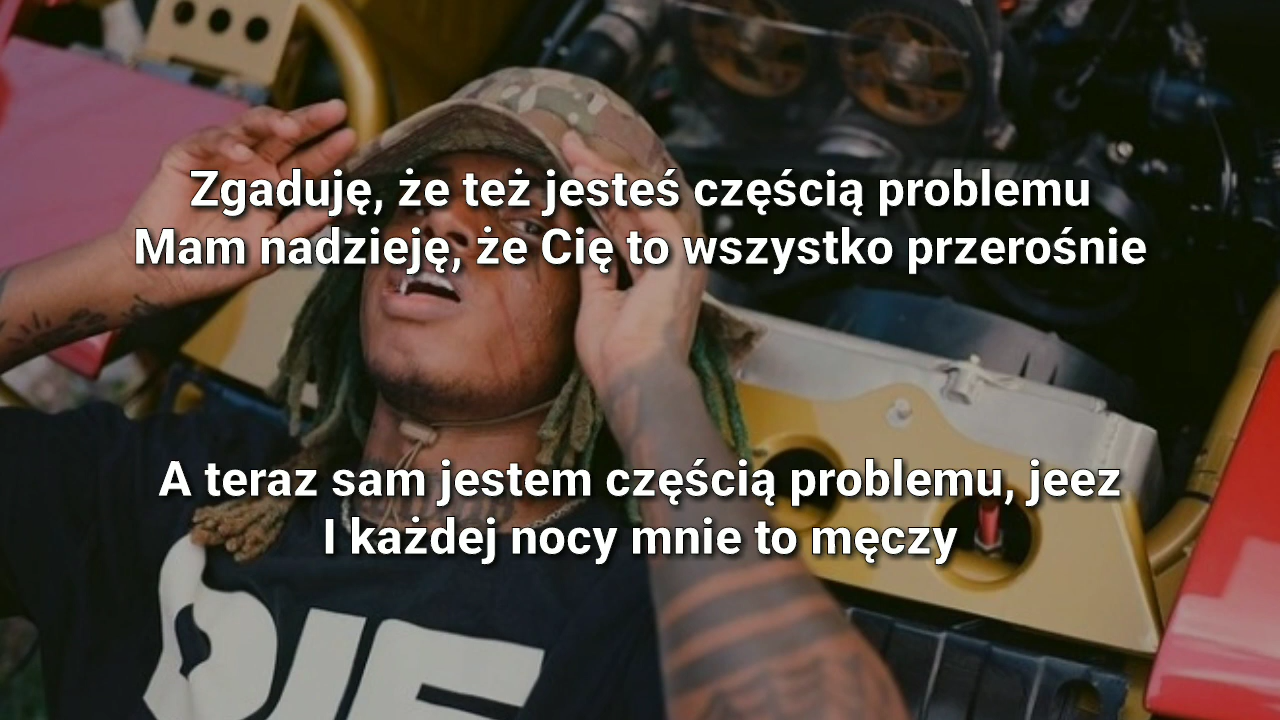 Zgaduję, że też jesteś częścią problemu
Mam nadzieję, że Cię to wszystko przerośnie
A teraz sam jestem częścią problemu, jeez
I każdej nocy mnie to męczy
DIE